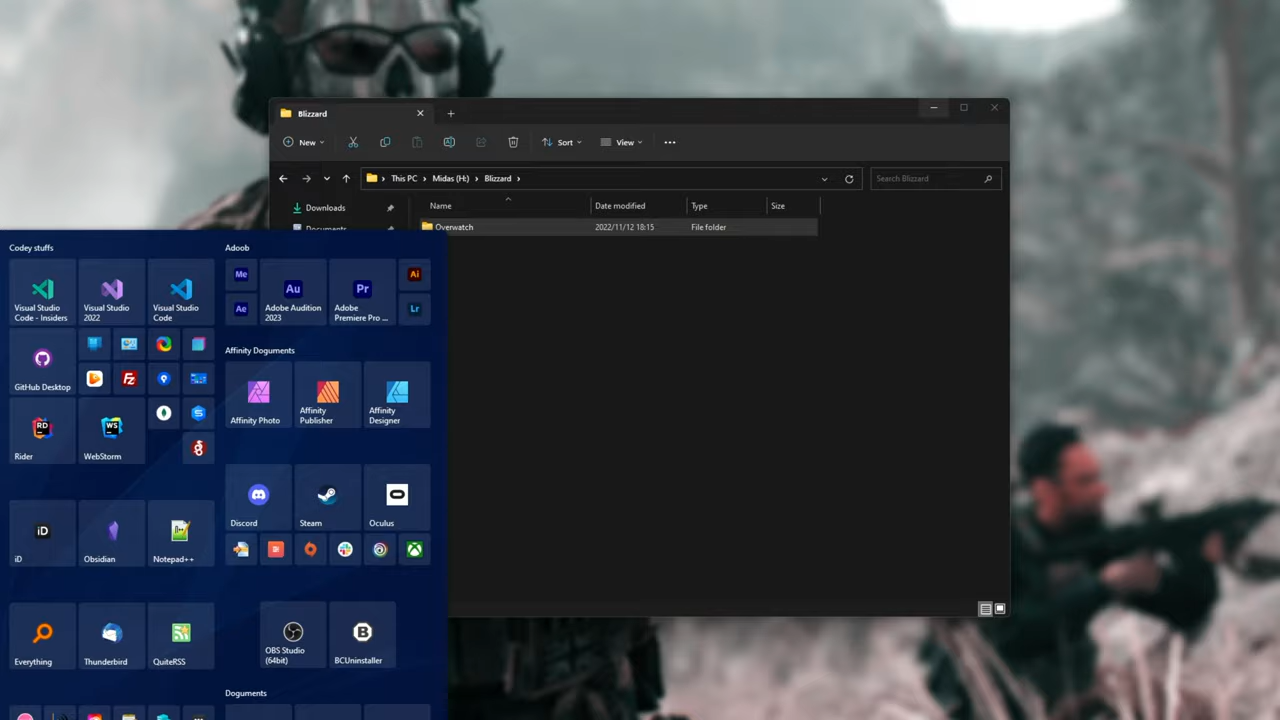 Blizzard
New
Sort
View
This PC
Midas (H:)
Blizzard
Search Blizzard
Downloads
Name
Date modified
Type
Size
Documents
Overwatch
2022/11/12 18:15
File folder
Codey stuffs
Adoob
Visual Studio
Code - Insiders
Visual Studio
2022
Visual Studio
Code
Me
Au
Adobe Audition
2023
Pr
Adobe
Premiere Pro ...
Ai
Ae
Lr
GitHub Desktop
Fz
Affinity Doguments
Affinity Photo
Affinity
Publisher
Affinity
Designer
RD
Rider
WS
WebStorm
Discord
Steam
Oculus
iD
iD
Obsidian
Notepad++
Everything
Thunderbird
QuiteRSS
OBS Studio
(64bit)
B
BCUninstaller
Doguments